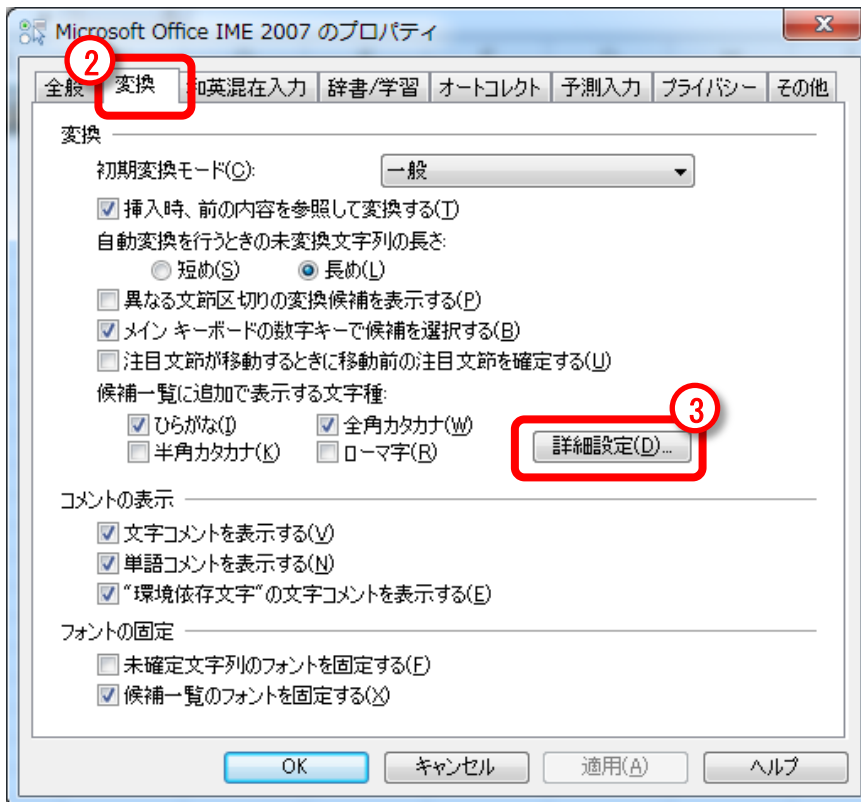 Microsoft Office IME 2007 のプロパティ
②
全般 変換 和英混在入力 辞書/学習 オートコレクト 予測入力 プライバシー その他
変換
初期変換モード(C): 一般
挿入時、前の内容を参照して変換する(T)
自動変換を行うときの未変換文字列の長さ:
短め(S) 長め(L)
異なる文節区切りの変換候補を表示する(P)
メイン キーボードの数字キーで候補を選択する(B)
注目文節が移動するときに移動前の注目文節を確定する(U)
候補一覧に追加で表示する文字種:
③
ひらがな(I) 全角カタカナ(W)
半角カタカナ(K) ローマ字(R) 詳細設定(D)...
コメントの表示
文字コメントを表示する(V)
単語コメントを表示する(N)
"環境依存文字"の文字コメントを表示する(E)
フォントの固定
未確定文字列のフォントを固定する(F)
候補一覧のフォントを固定する(X)
OK キャンセル 適用(A) ヘルプ